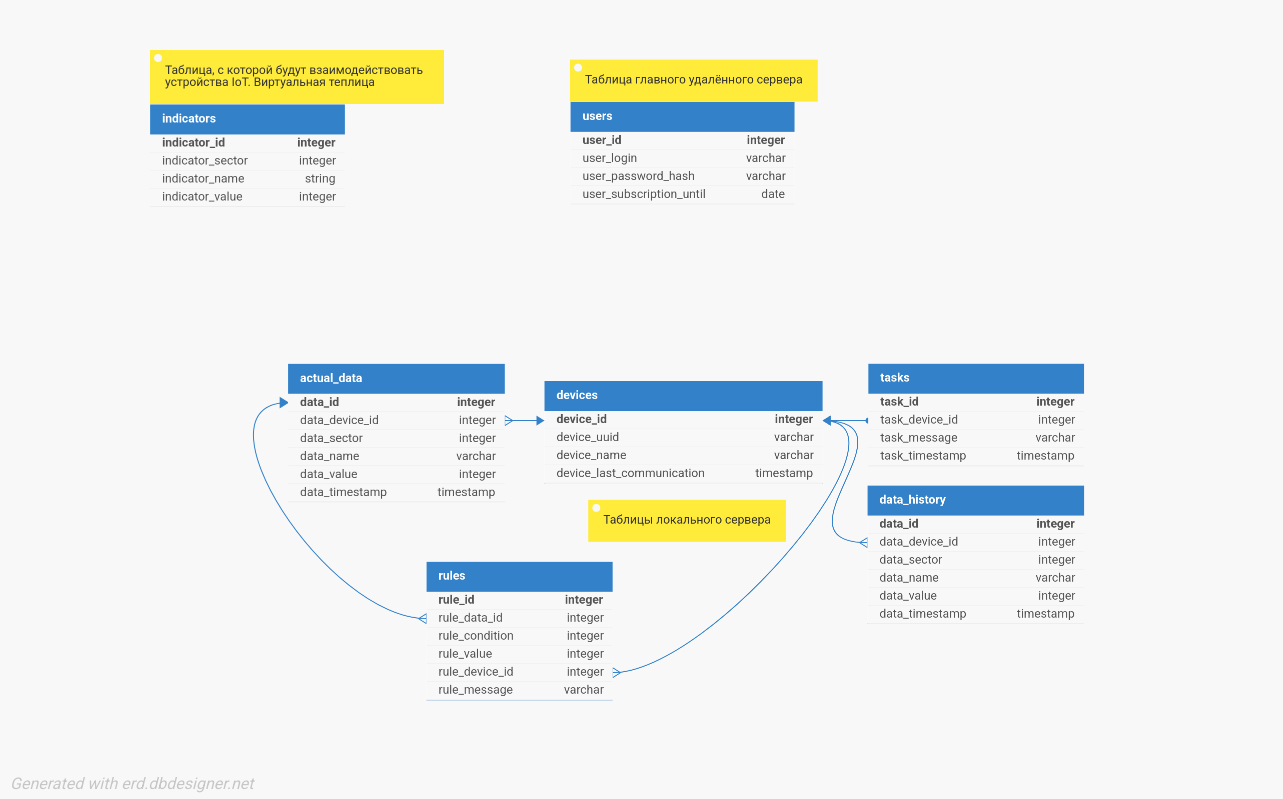 Таблица, с которой будут взаимодействовать
устройства IoT. Виртуальная теплица
indicators
indicator_id integer
indicator_sector integer
indicator_name string
indicator_value integer
Таблица главного удалённого сервера
users
user_id integer
user_login varchar
user_password_hash varchar
user_subscription_until date
actual_data
data_id integer
data_device_id integer
data_sector integer
data_name varchar
data_value integer
data_timestamp timestamp
devices
device_id integer
device_uuid varchar
device_name varchar
device_last_communication timestamp
tasks
task_id integer
task_device_id integer
task_message varchar
task_timestamp timestamp
Таблицы локального сервера
data_history
data_id integer
data_device_id integer
data_sector integer
data_name varchar
data_value integer
data_timestamp timestamp
rules
rule_id integer
rule_data_id integer
rule_condition integer
rule_value integer
rule_device_id integer
rule_message varchar
Generated with erd.dbdesigner.net